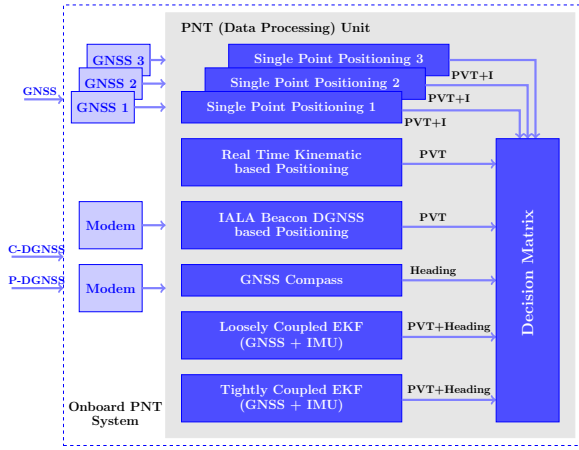 PNT (Data Processing) Unit
GNSS 3
Single Point Positioning 3
GNSS 2
Single Point Positioning 2
PVT+I
GNSS
GNSS 1
Single Point Positioning 1
PVT+I
PVT+I
Real Time Kinematic
based Positioning
PVT
Modem
IALA Beacon DGNSS
based Positioning
PVT
C-DGNSS
P-DGNSS
Modem
GNSS Compass
Heading
Decision Matrix
Loosely Coupled EKF
(GNSS + IMU)
PVT+Heading
Tightly Coupled EKF
(GNSS + IMU)
PVT+Heading
Onboard PNT
System